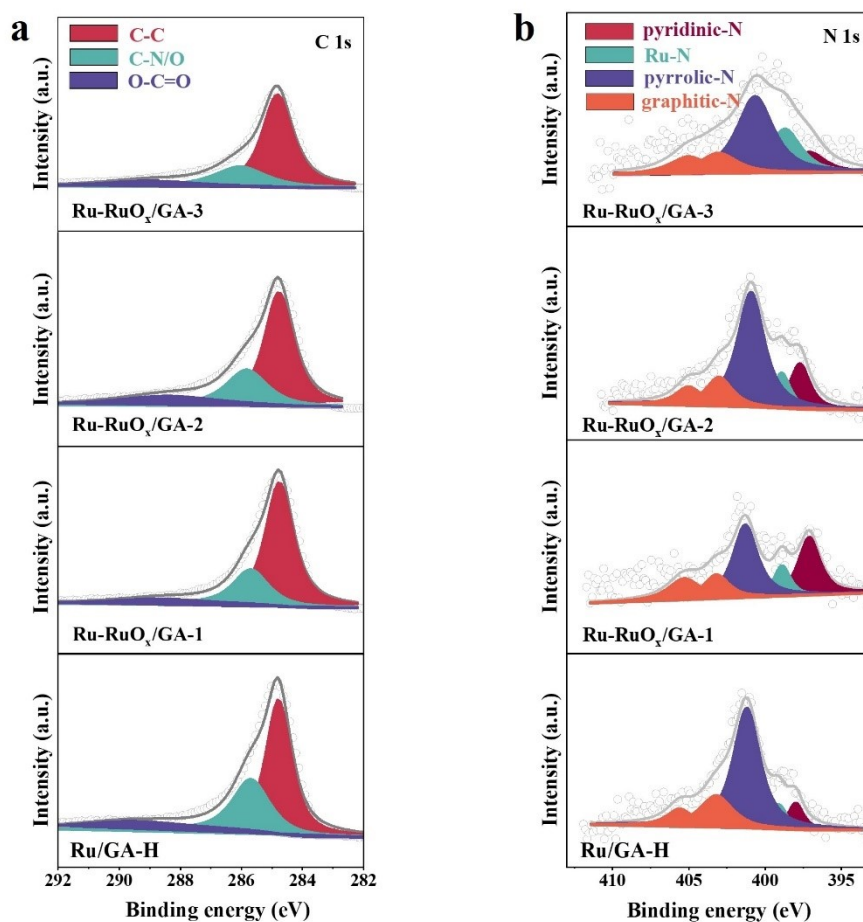 a
C 1s
C-C
C-N/O
O-C=O
Intensity (a.u.)
Ru-RuOx/GA-3
Intensity (a.u.)
Ru-RuOx/GA-2
Intensity (a.u.)
Ru-RuOx/GA-1
Intensity (a.u.)
Ru/GA-H
292 290 288 286 284 282
Binding energy (eV)
b
N 1s
pyridinic-N
Ru-N
pyrrolic-N
graphitic-N
Intensity (a.u.)
Ru-RuOx/GA-3
Intensity (a.u.)
Ru-RuOx/GA-2
Intensity (a.u.)
Ru-RuOx/GA-1
Intensity (a.u.)
Ru/GA-H
410 405 400 395
Binding energy (eV)